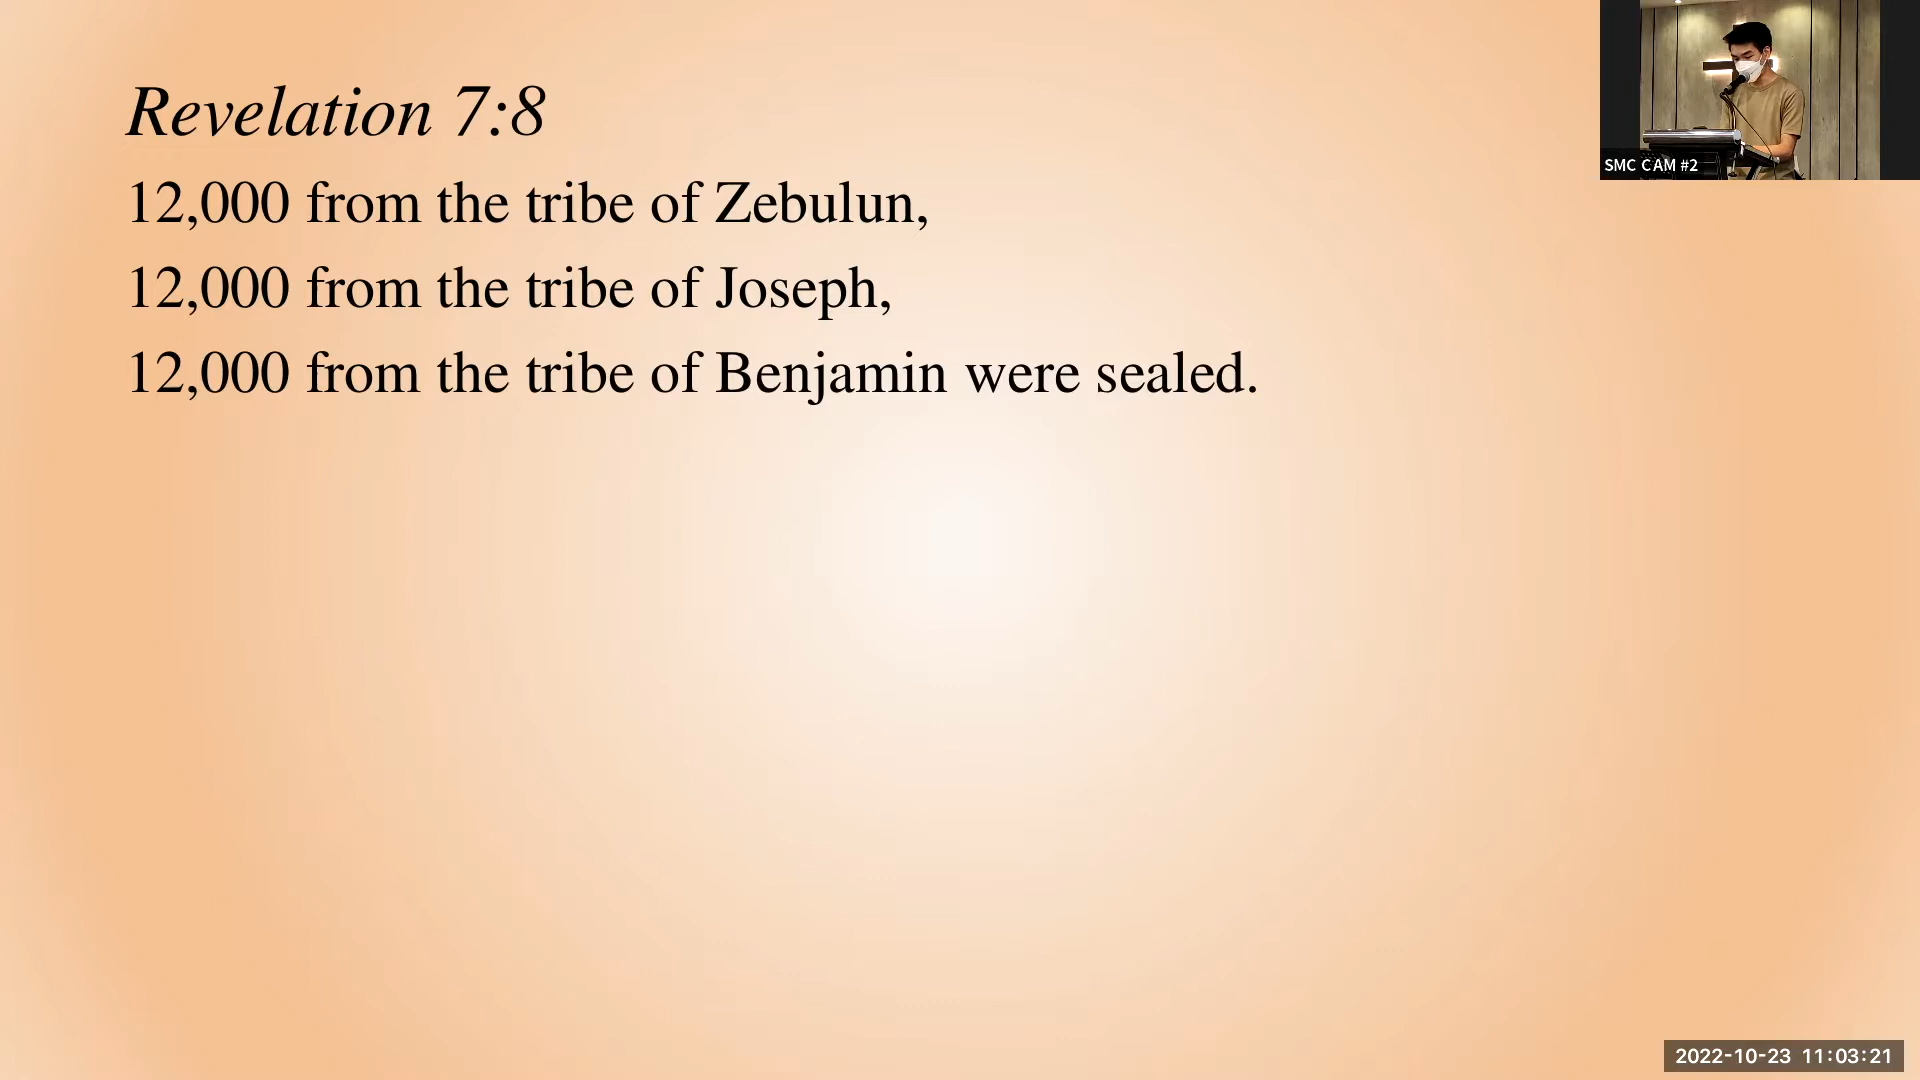 Revelation 7:8
12,000 from the tribe of Zebulun,
12,000 from the tribe of Joseph,
12,000 from the tribe of Benjamin were sealed.
SMC CAM #2
2022-10-23 11:03:21